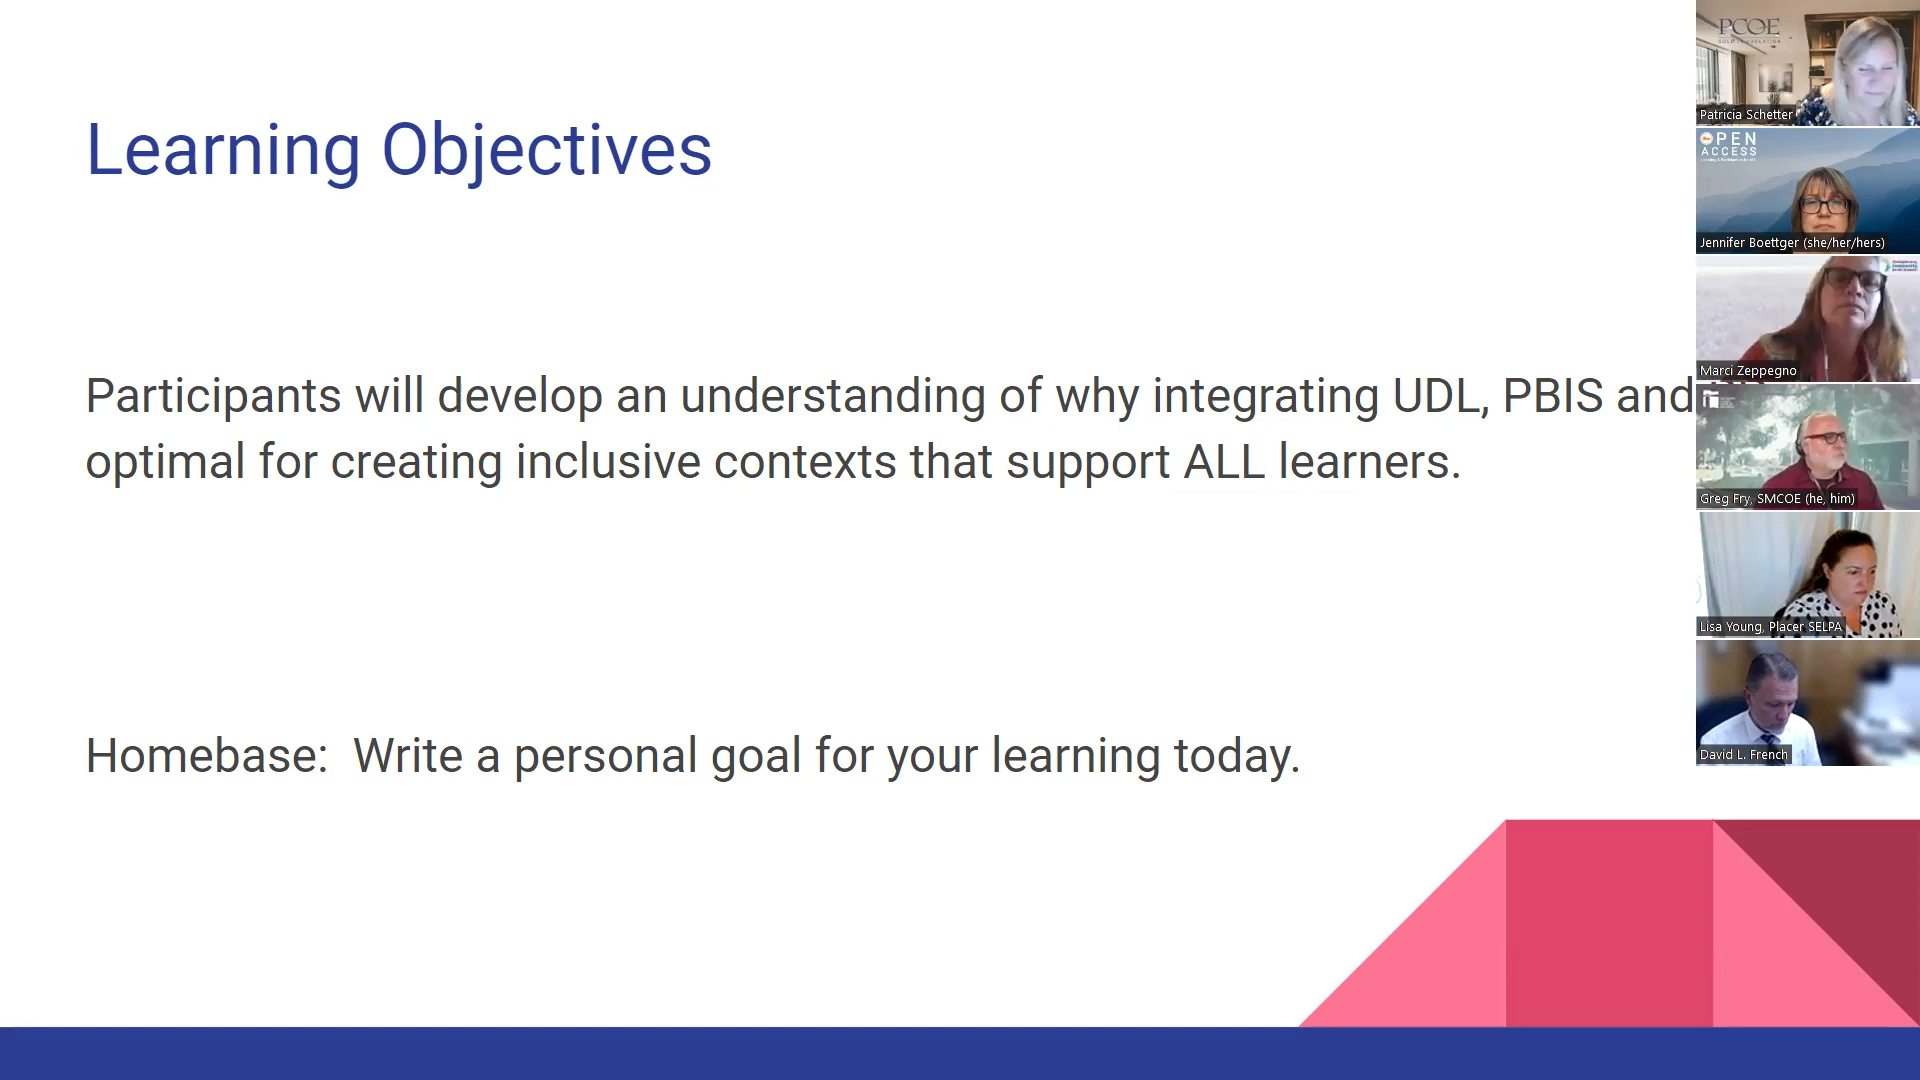 Learning Objectives
Participants will develop an understanding of why integrating UDL, PBIS and
optimal for creating inclusive contexts that support ALL learners.
Homebase:  Write a personal goal for your learning today.
PCOE
Patricia Schetter
OPEN
ACCESS
Jennifer Boettger (she/her/hers)
Marci Zeppegno
Greg Fry, SMCOE (he, him)
Lisa Young, Placer SELPA
David L. French